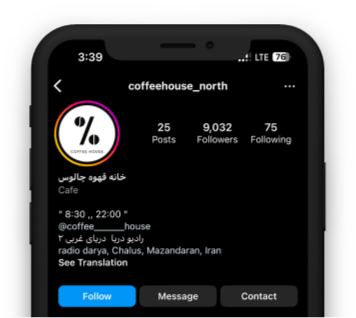 3:39 LTE 76
coffeehouse_north
%
COFFEE HOUSE
25 9,032 75
Posts Followers Following
خانه قهوه چالوس
Cafe
" 8:30 ,, 22:00 "
@coffee______house
رادیو دریا دریای غربی ۲
radio darya, Chalus, Mazandaran, Iran
See Translation
Follow Message Contact